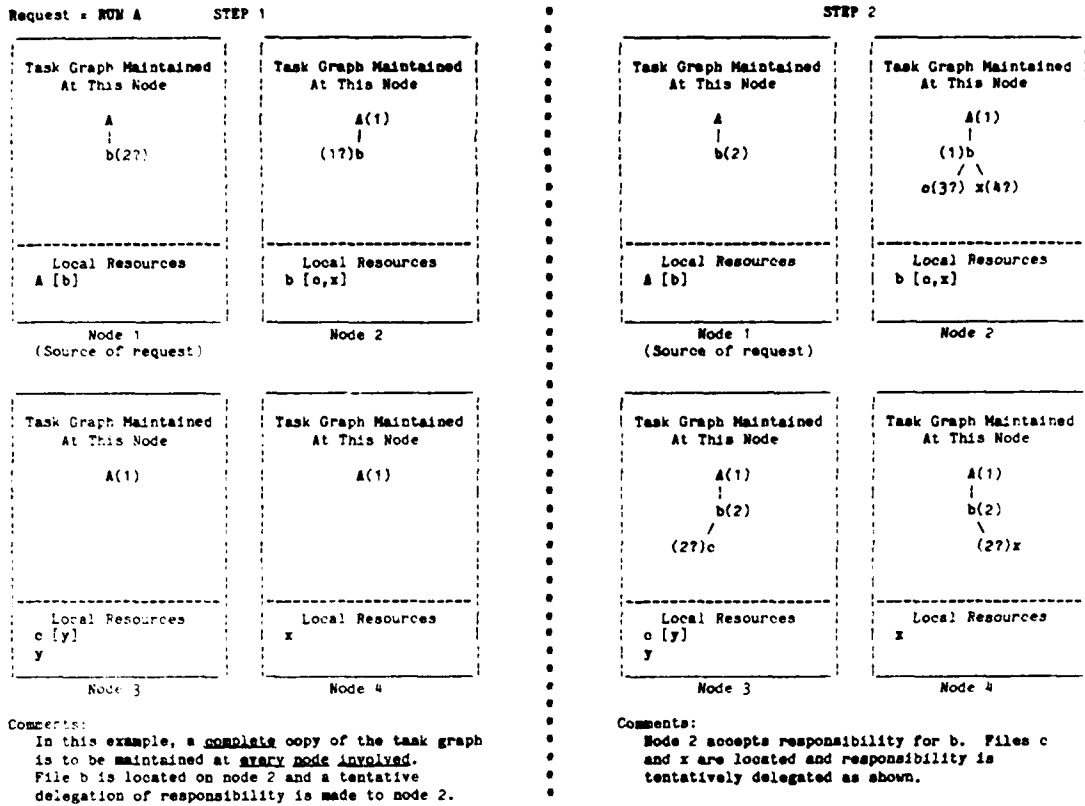 Request = RUN A STEP 1
Task Graph Maintained
At This Node
A
b(2?)
Local Resources
A [b]
Node 1
(Source of request)
Task Graph Maintained
At This Node
A(1)
(1?)b
Local Resources
b [c,x]
Node 2
Task Graph Maintained
At This Node
A(1)
Local Resources
c [y]
y
Node 3
Task Graph Maintained
At This Node
A(1)
Local Resources
x
Node 4
Comments:
In this example, a complete copy of the task graph
is to be maintained at every node involved.
File b is located on node 2 and a tentative
delegation of responsibility is made to node 2.
STEP 2
Task Graph Maintained
At This Node
A
b(2)
Local Resources
A [b]
Node 1
(Source of request)
Task Graph Maintained
At This Node
A(1)
(1)b
c(3?) x(4?)
Local Resources
b [c,x]
Node 2
Task Graph Maintained
At This Node
A(1)
b(2)
(2?)c
Local Resources
c [y]
y
Node 3
Task Graph Maintained
At This Node
A(1)
b(2)
(2?)x
Local Resources
x
Node 4
Comments:
Node 2 accepts responsibility for b. Files c
and x are located and responsibility is
tentatively delegated as shown.